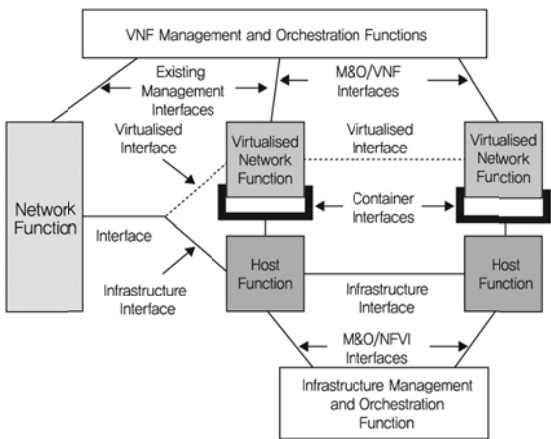 VNF Management and Orchestration Functions
Existing
Management
Interfaces
M&O/VNF
Interfaces
Virtualised
Interface
Virtualised
Network
Function
Virtualised
Interface
Virtualised
Network
Function
Network
Function
Container
Interfaces
Interface
Host
Function
Host
Function
Infrastructure
Interface
Infrastructure
Interface
M&O/NFVI
Interfaces
Infrastructure Management
and Orchestration
Function